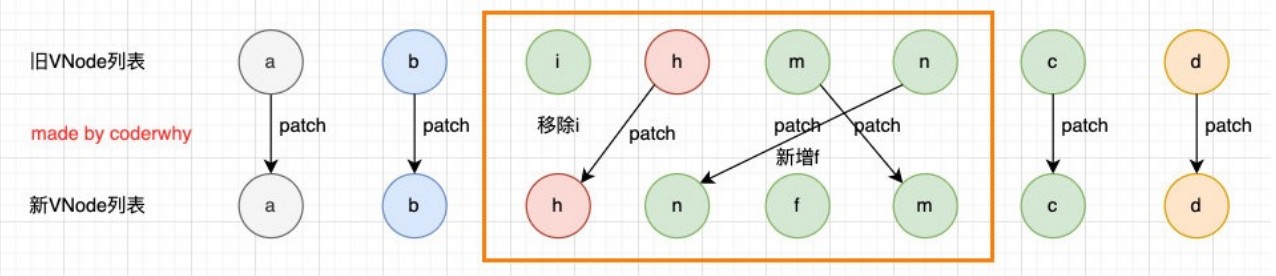 旧VNode列表
a
b
i
h
m
n
c
d
made by coderwhy
patch
patch
移除i
patch
patch
patch
新增f
patch
patch
新VNode列表
a
b
h
n
f
m
c
d